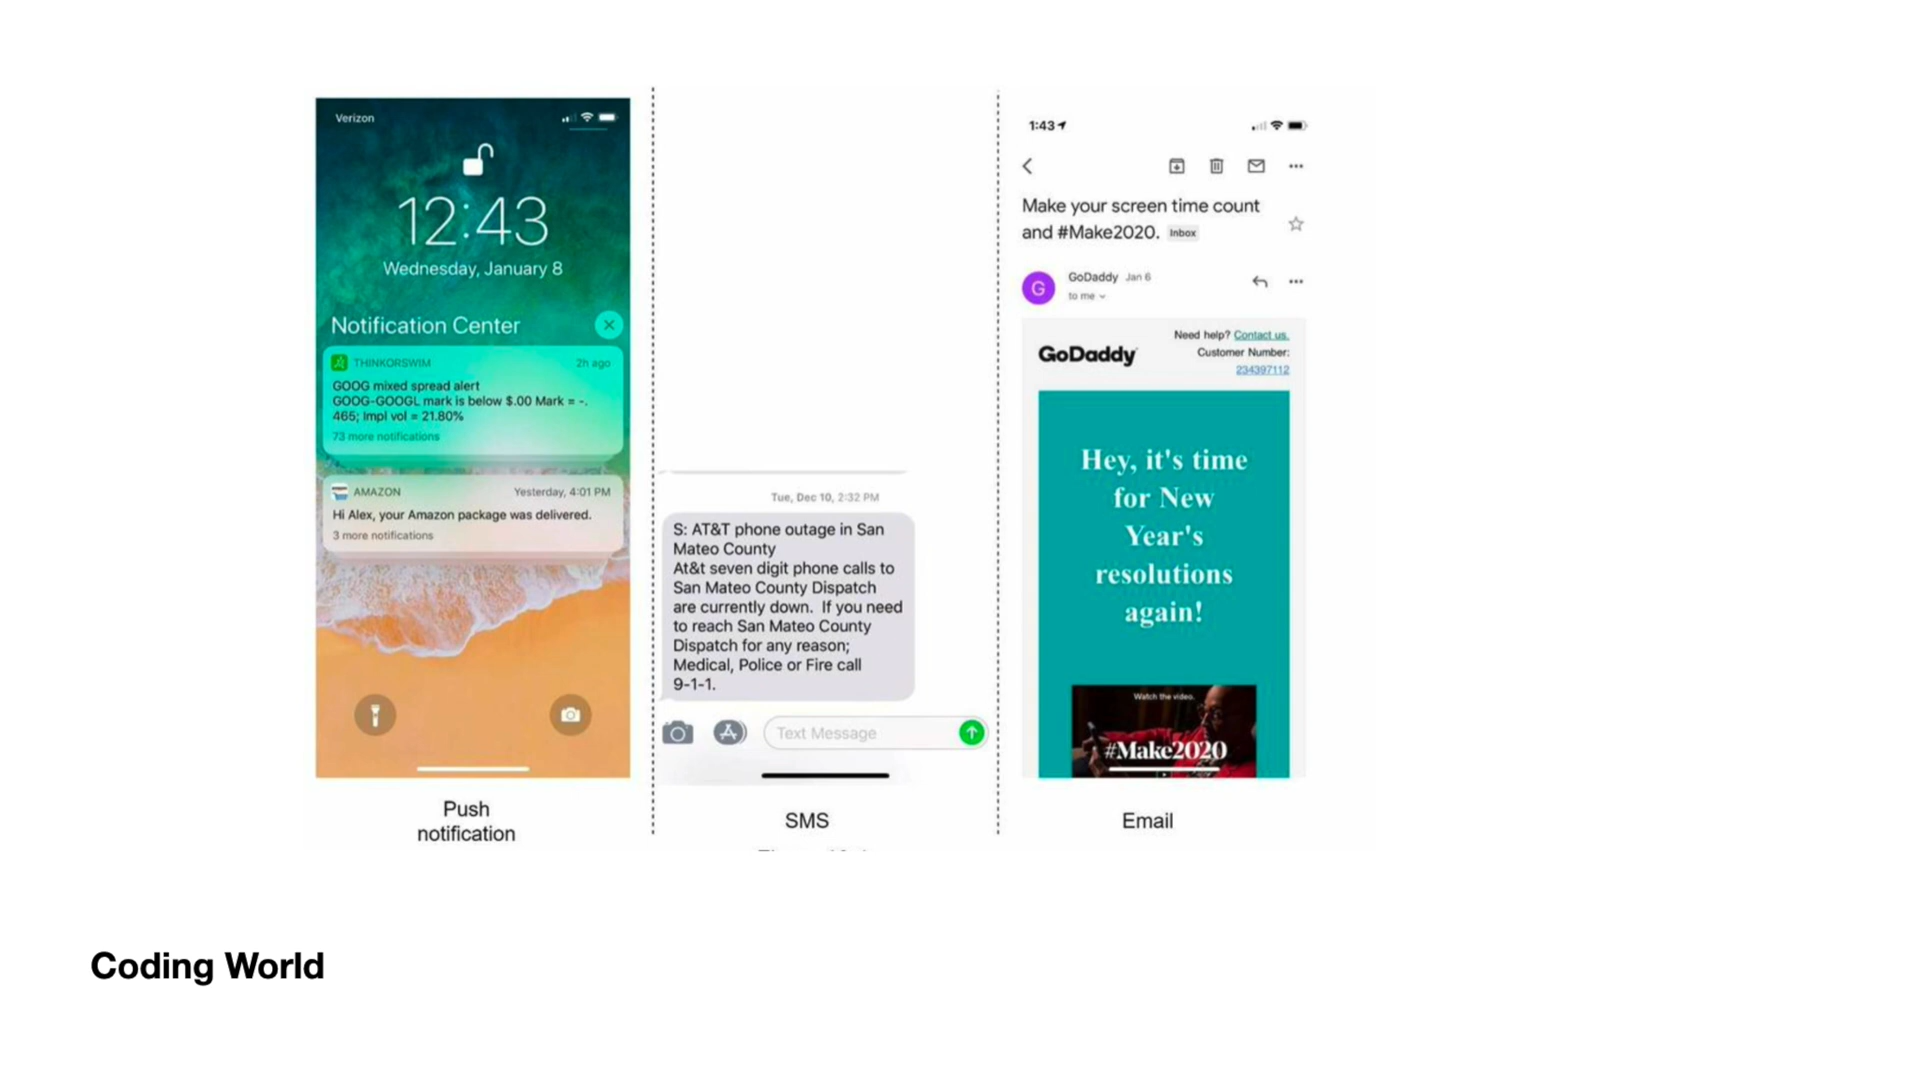 Verizon
12:43
Wednesday, January 8
Notification Center
THINKORSWIM 2h ago
GOOG mixed spread alert
GOOG-GOOGL mark is below $.00 Mark = -.
465; Impl vol = 21.80%
73 more notifications
AMAZON Yesterday, 4:01 PM
Hi Alex, your Amazon package was delivered.
3 more notifications
Push
notification
Tue, Dec 10, 2:32 PM
S: AT&T phone outage in San
Mateo County
At&t seven digit phone calls to
San Mateo County Dispatch
are currently down. If you need
to reach San Mateo County
Dispatch for any reason;
Medical, Police or Fire call
9-1-1.
Text Message
SMS
1:43
Make your screen time count
and #Make2020. Inbox
G
GoDaddy Jan 6
to me
Need help? Contact us.
GoDaddy
Customer Number:
234397112
Hey, it's time
for New
Year's
resolutions
again!
Watch the video.
#Make2020
Email
Coding World